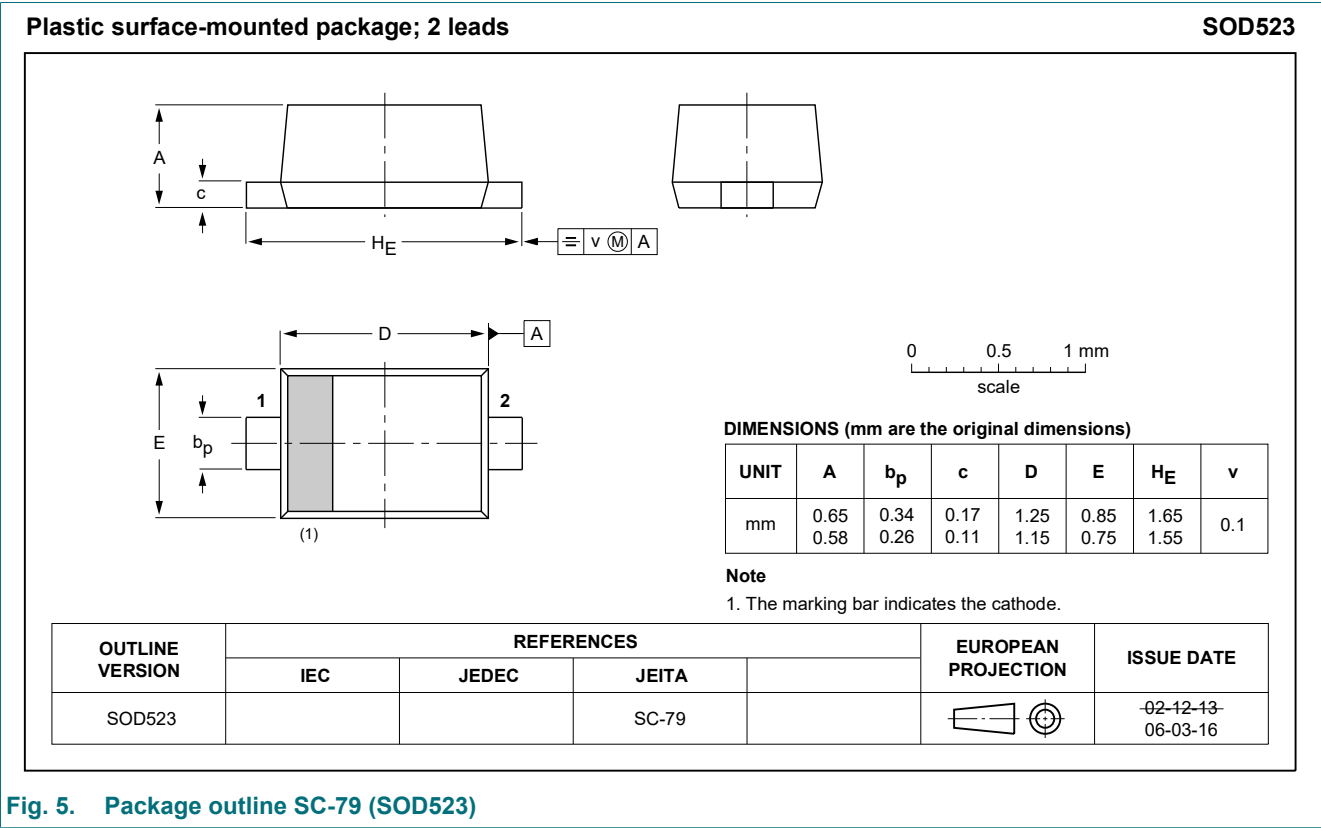 Plastic surface-mounted package; 2 leads SOD523
A
c
HE
v M A
D
A
1
2
E
bp
(1)
0 0.5 1 mm
scale
DIMENSIONS (mm are the original dimensions)
UNIT A bp c D E HE v
mm 0.65 0.58 0.34 0.26 0.17 0.11 1.25 1.15 0.85 0.75 1.65 1.55 0.1
Note
1. The marking bar indicates the cathode.
OUTLINE VERSION REFERENCES EUROPEAN PROJECTION ISSUE DATE
IEC JEDEC JEITA
SOD523 SC-79 02-12-13
06-03-16
Fig. 5. Package outline SC-79 (SOD523)